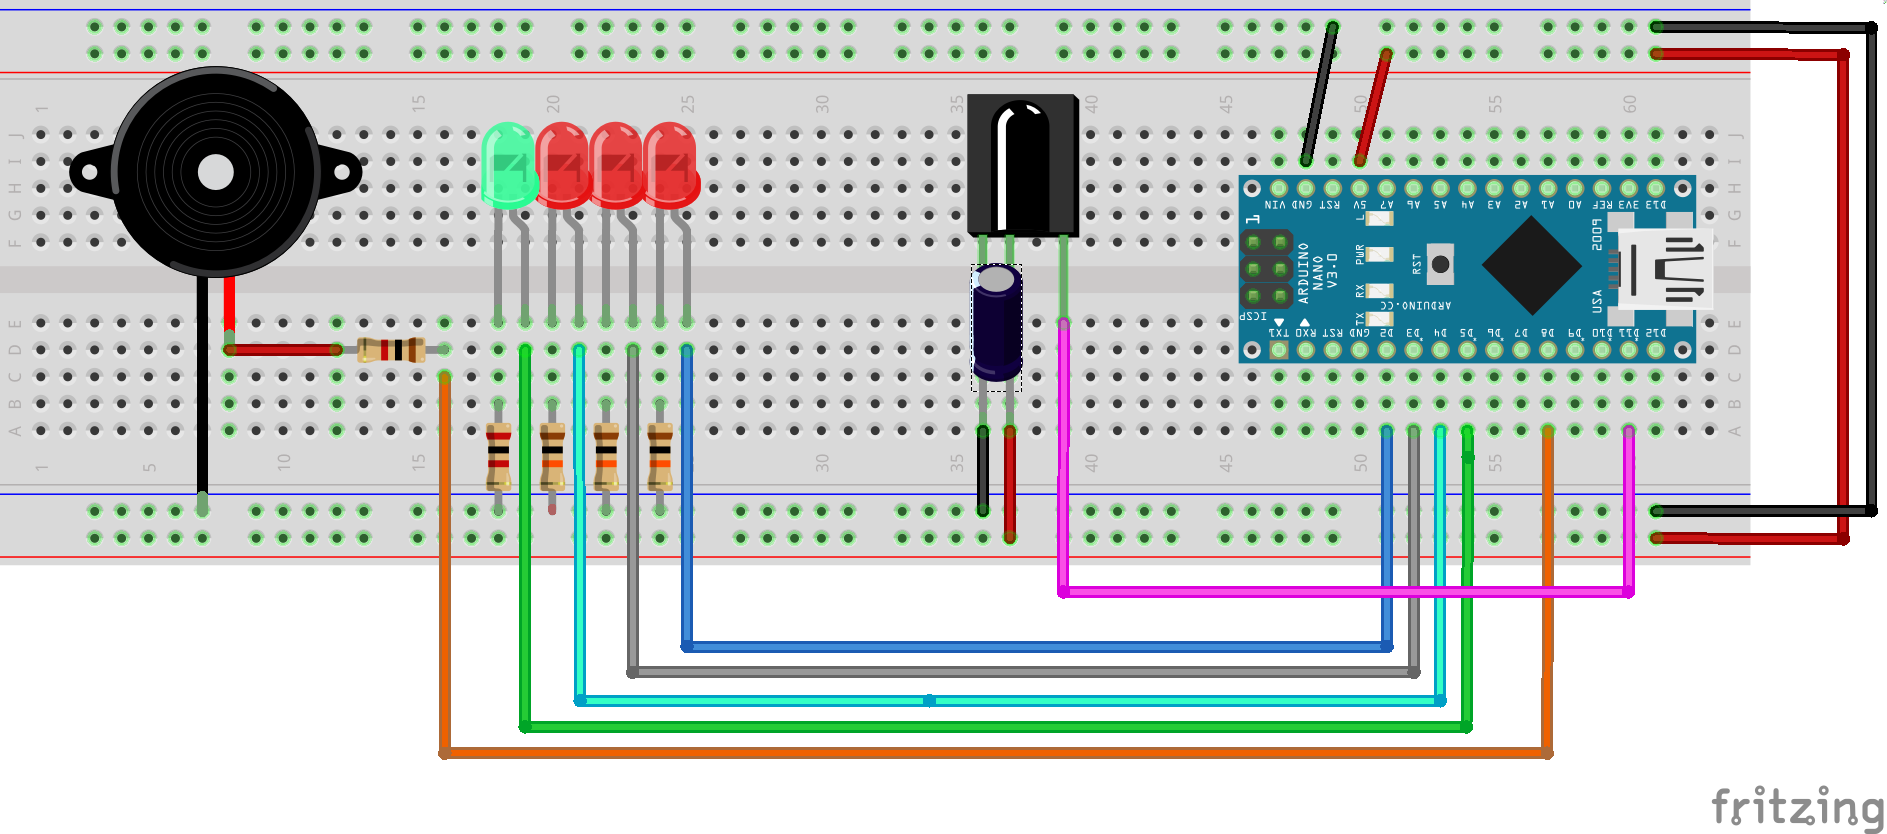 1 15 20 25 30 35 40 45 50 55 60
J J
I I
H H
G G
F F
VIN GND RST 5V A7 A6 A5 A4 A3 A2 A1 A0 REF 3V3 D13
1
L
PWR
RX
TX
RST
ARDUINO
NANO
V3.0
ARDUINO.CC
USA
ICSP
TX1 RX0 RST GND D2 D3 D4 D5 D6 D7 D8 D9 D10 D11 D12
E E
D D
C C
B B
A A
1 5 10 15 30 35 40 45 50 55 60
fritzing